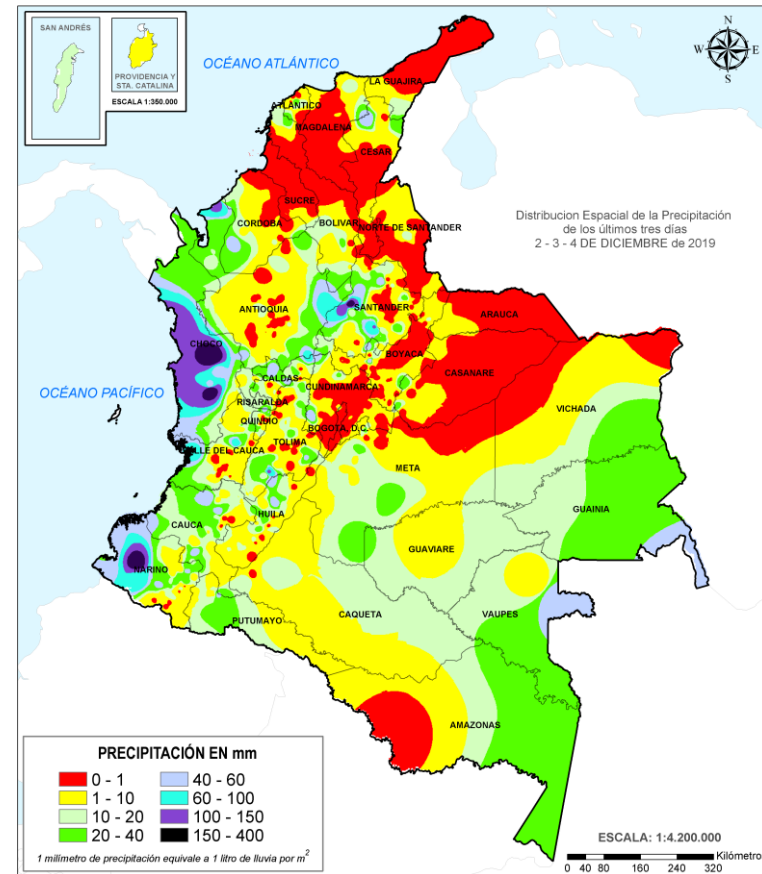 SAN ANDRÉS
PROVIDENCIA Y
STA. CATALINA
ESCALA 1:350.000
OCÉANO ATLÁNTICO
N
W
E
S
LA GUAJIRA
ATLÁNTICO
MAGDALENA
CESAR
SUCRE
CORDOBA
BOLIVAR
NORTE DE SANTANDER
Distribucion Espacial de la Precipitación
de los últimos tres días
2 - 3 - 4 DE DICIEMBRE de 2019
ANTIOQUIA
SANTANDER
ARAUCA
CHOCO
BOYACA
CASANARE
OCÉANO PACÍFICO
CALDAS
CUNDINAMARCA
RISARALDA
VICHADA
QUINDIO
BOGOTA, D.C.
TOLIMA
VALLE DEL CAUCA
META
GUAINIA
HUILA
CAUCA
GUAVIARE
NARIÑO
PUTUMAYO
CAQUETA
VAUPES
AMAZONAS
PRECIPITACIÓN EN mm
0 - 1
40 - 60
1 - 10
60 - 100
10 - 20
100 - 150
20 - 40
150 - 400
1 milímetro de precipitación equivale a 1 litro de lluvia por m²
ESCALA: 1:4.200.000
Kilómetros
0 40 80 160 240 320